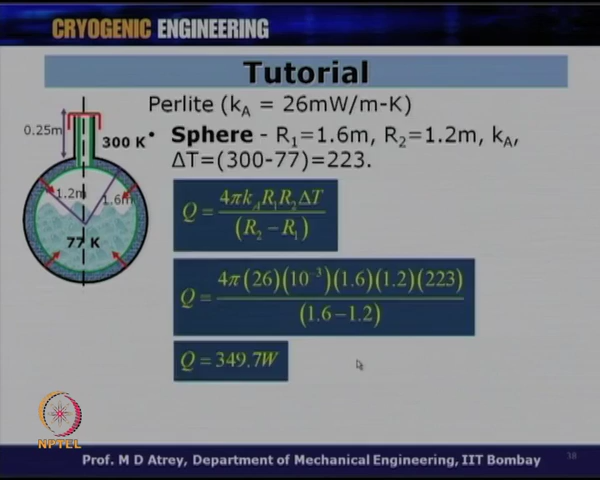 CRYOGENIC ENGINEERING
Tutorial
Perlite (kA = 26mW/m-K)
0.25m
300 K
• Sphere - R1=1.6m, R2=1.2m, kA,
ΔT=(300-77)=223.
1.2m
1.6m
77 K
Q = 4πkAR1R2ΔT / (R2 − R1)
Q = 4π(26)(10⁻³)(1.6)(1.2)(223) / (1.6−1.2)
Q = 349.7W
NPTEL
Prof. M D Atrey, Department of Mechanical Engineering, IIT Bombay
38